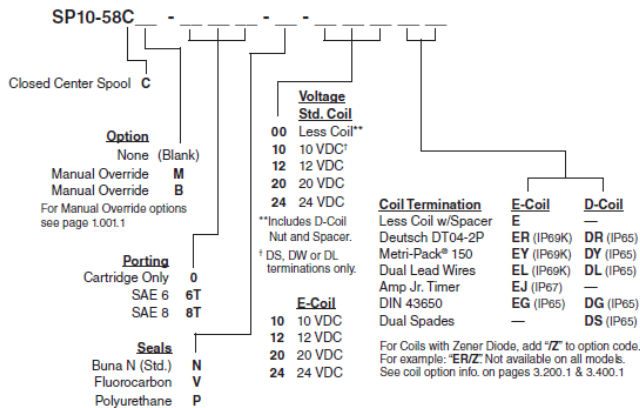 SP10-58C__ - __ __ __ - __ - __ __ __ __ __
Closed Center Spool C
Option
None (Blank)
Manual Override M
Manual Override B
For Manual Override options
see page 1.001.1
Porting
Cartridge Only 0
SAE 6 6T
SAE 8 8T
Seals
Buna N (Std.) N
Fluorocarbon V
Polyurethane P
Voltage
Std. Coil
00 Less Coil**
10 10 VDC†
12 12 VDC
20 20 VDC
24 24 VDC
**Includes D-Coil
Nut and Spacer.
† DS, DW or DL
terminations only.
E-Coil
10 10 VDC
12 12 VDC
20 20 VDC
24 24 VDC
Coil Termination E-Coil D-Coil
Less Coil w/Spacer E —
Deutsch DT04-2P ER (IP69K) DR (IP65)
Metri-Pack® 150 EY (IP69K) DY (IP65)
Dual Lead Wires EL (IP69K) DL (IP65)
Amp Jr. Timer EJ (IP67) —
DIN 43650 EG (IP65) DG (IP65)
Dual Spades — DS (IP65)
For Coils with Zener Diode, add "/Z" to option code.
For example: "ER/Z". Not available on all models.
See coil option info. on pages 3.200.1 & 3.400.1